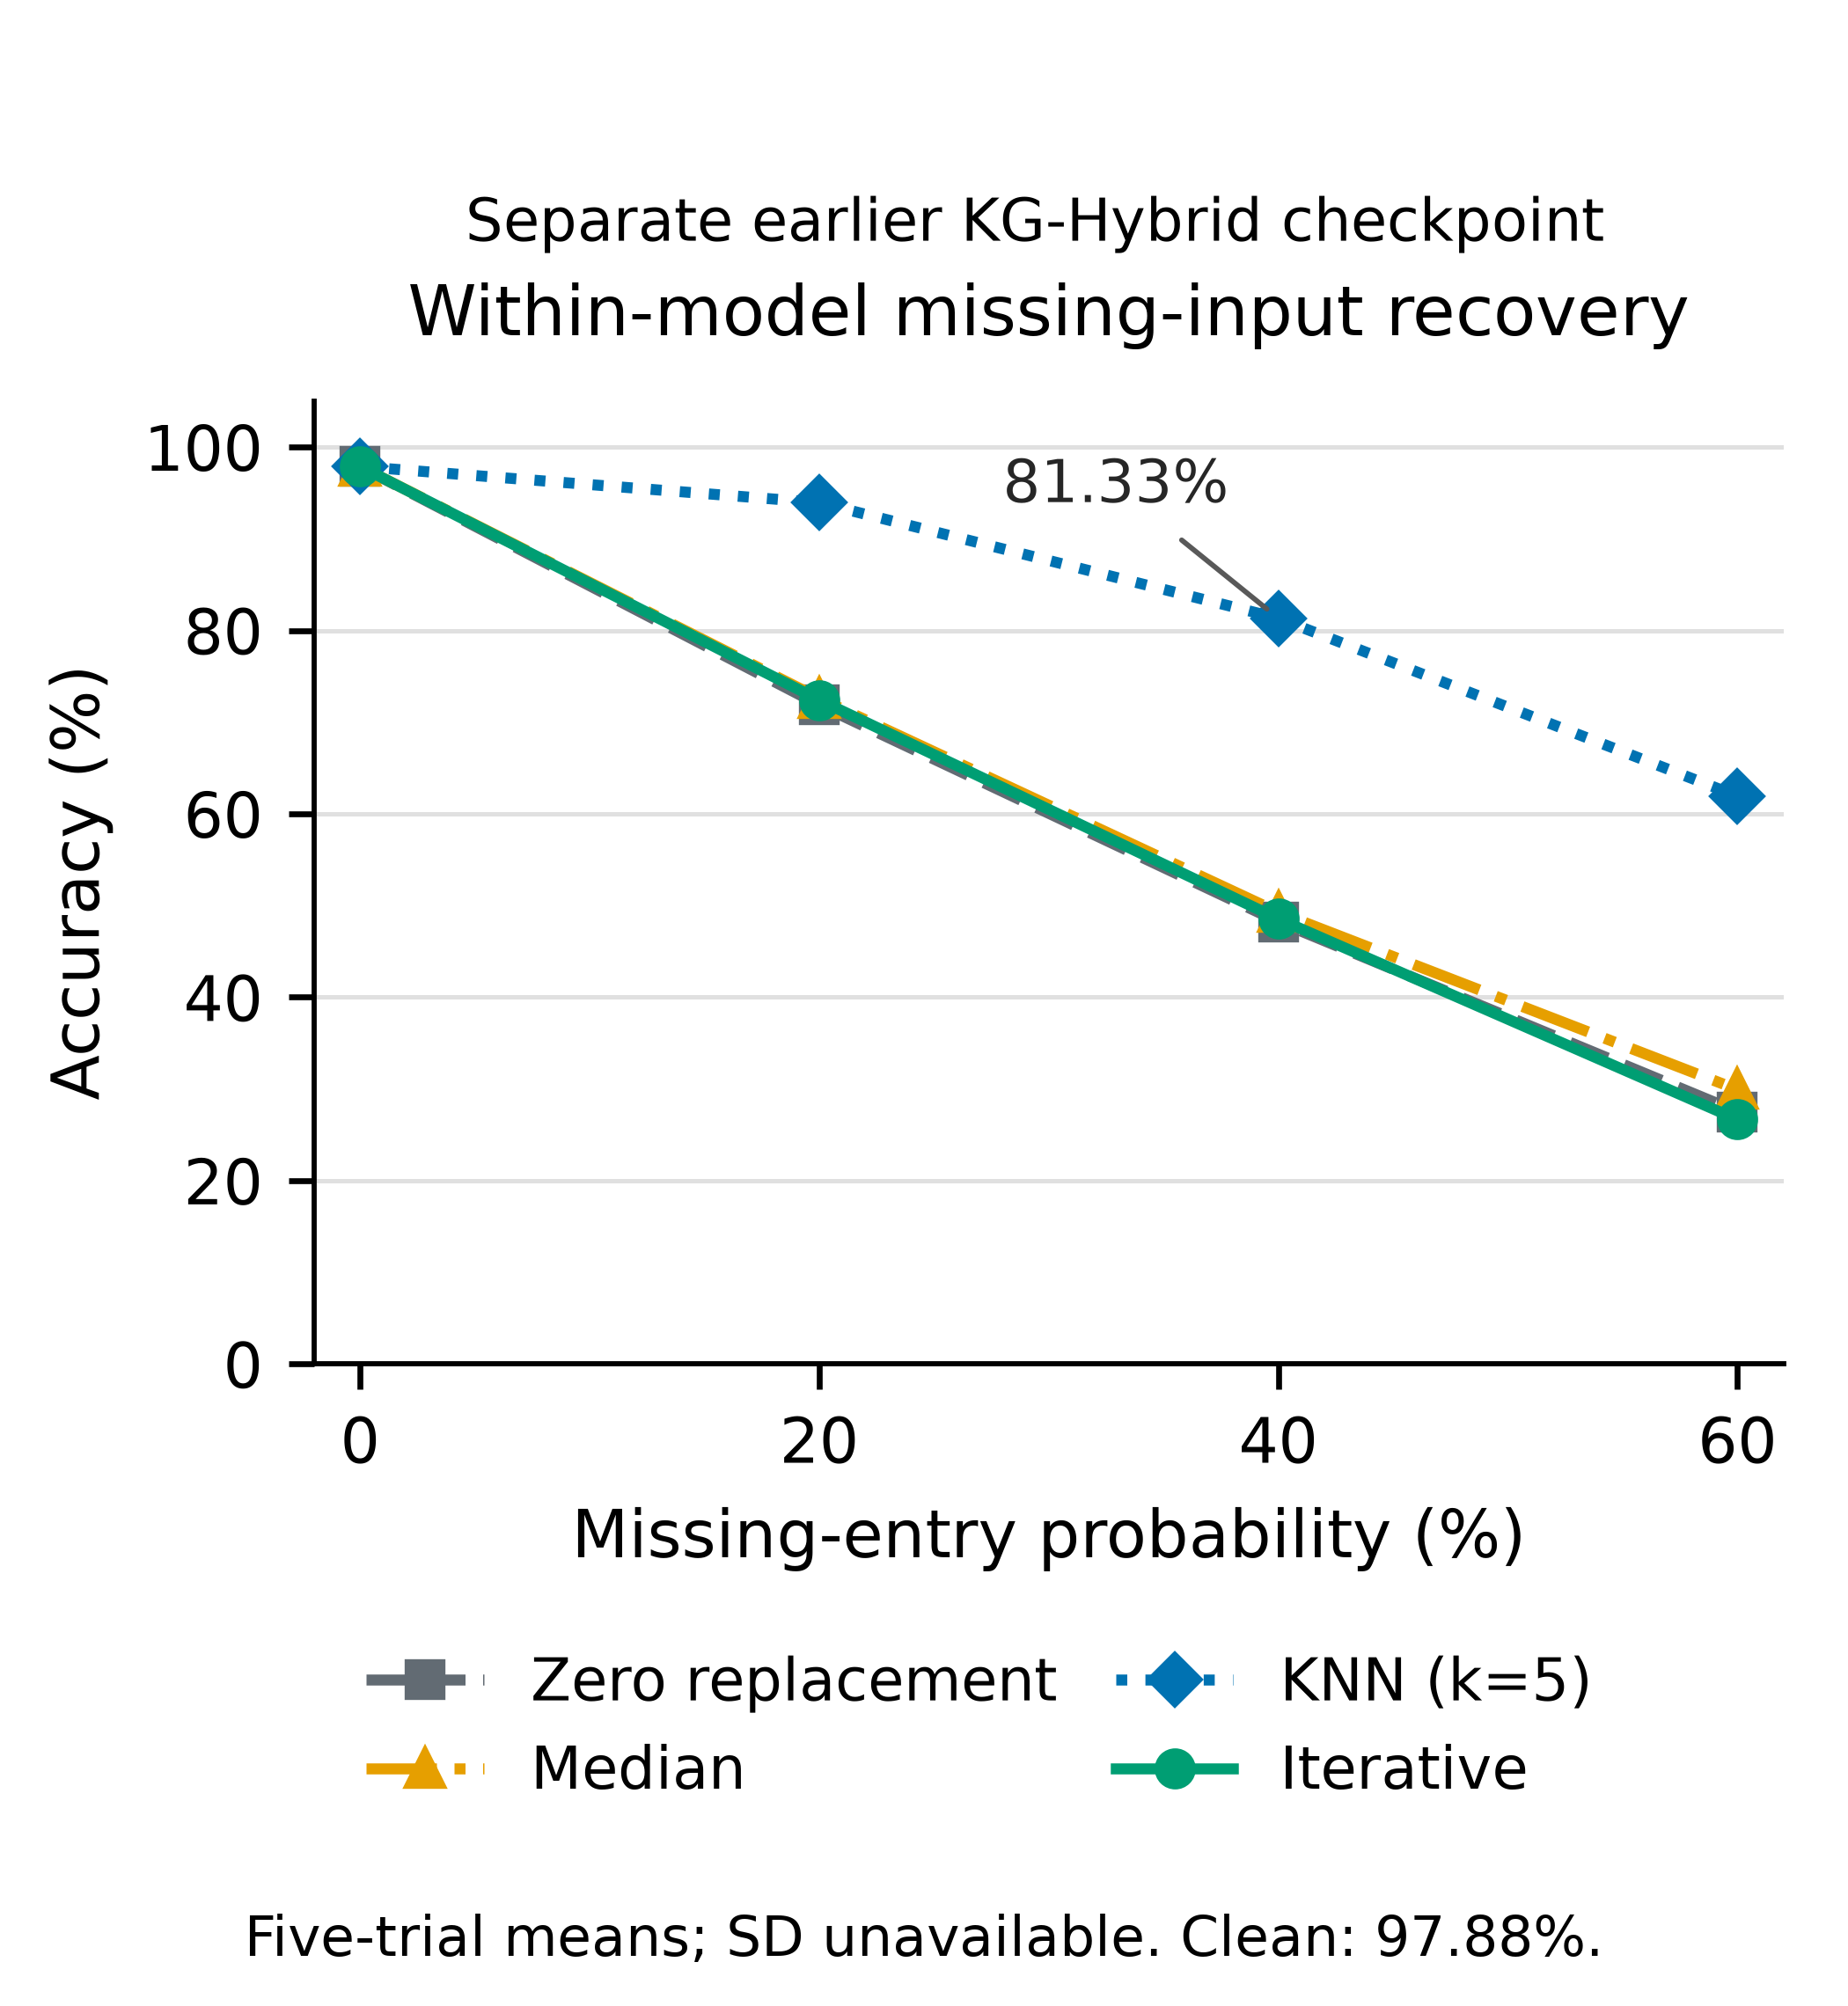 Separate earlier KG-Hybrid checkpoint
Within-model missing-input recovery
Accuracy (%)
100
80
60
40
20
0
81.33%
0 20 40 60
Missing-entry probability (%)
Zero replacement
Median
KNN (k=5)
Iterative
Five-trial means; SD unavailable. Clean: 97.88%.